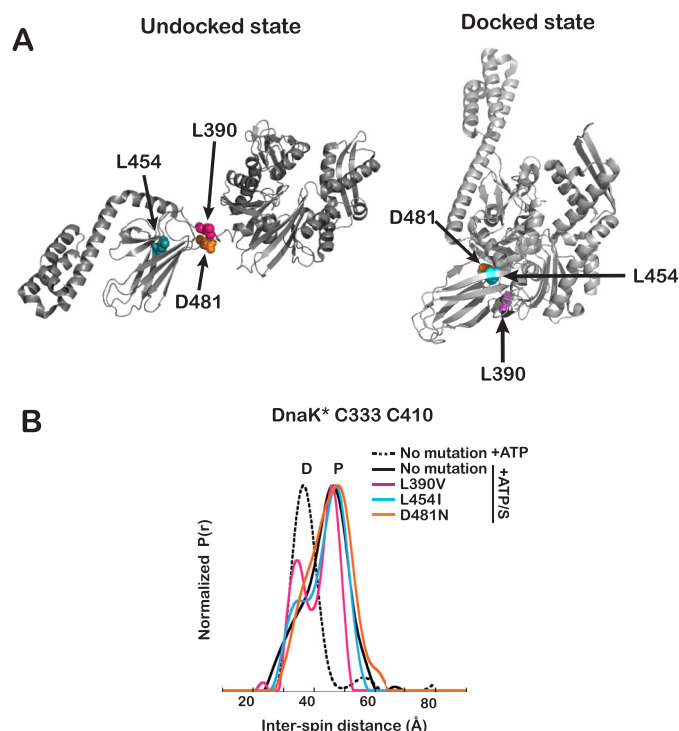 A
Undocked state
Docked state
L390
L454
D481
D481
L454
L390
B
DnaK* C333 C410
No mutation +ATP
No mutation
L390V
L454I
D481N
+ATP/S
D P
Normalized P(r)
20 40 60 80
Inter-spin distance (Å)